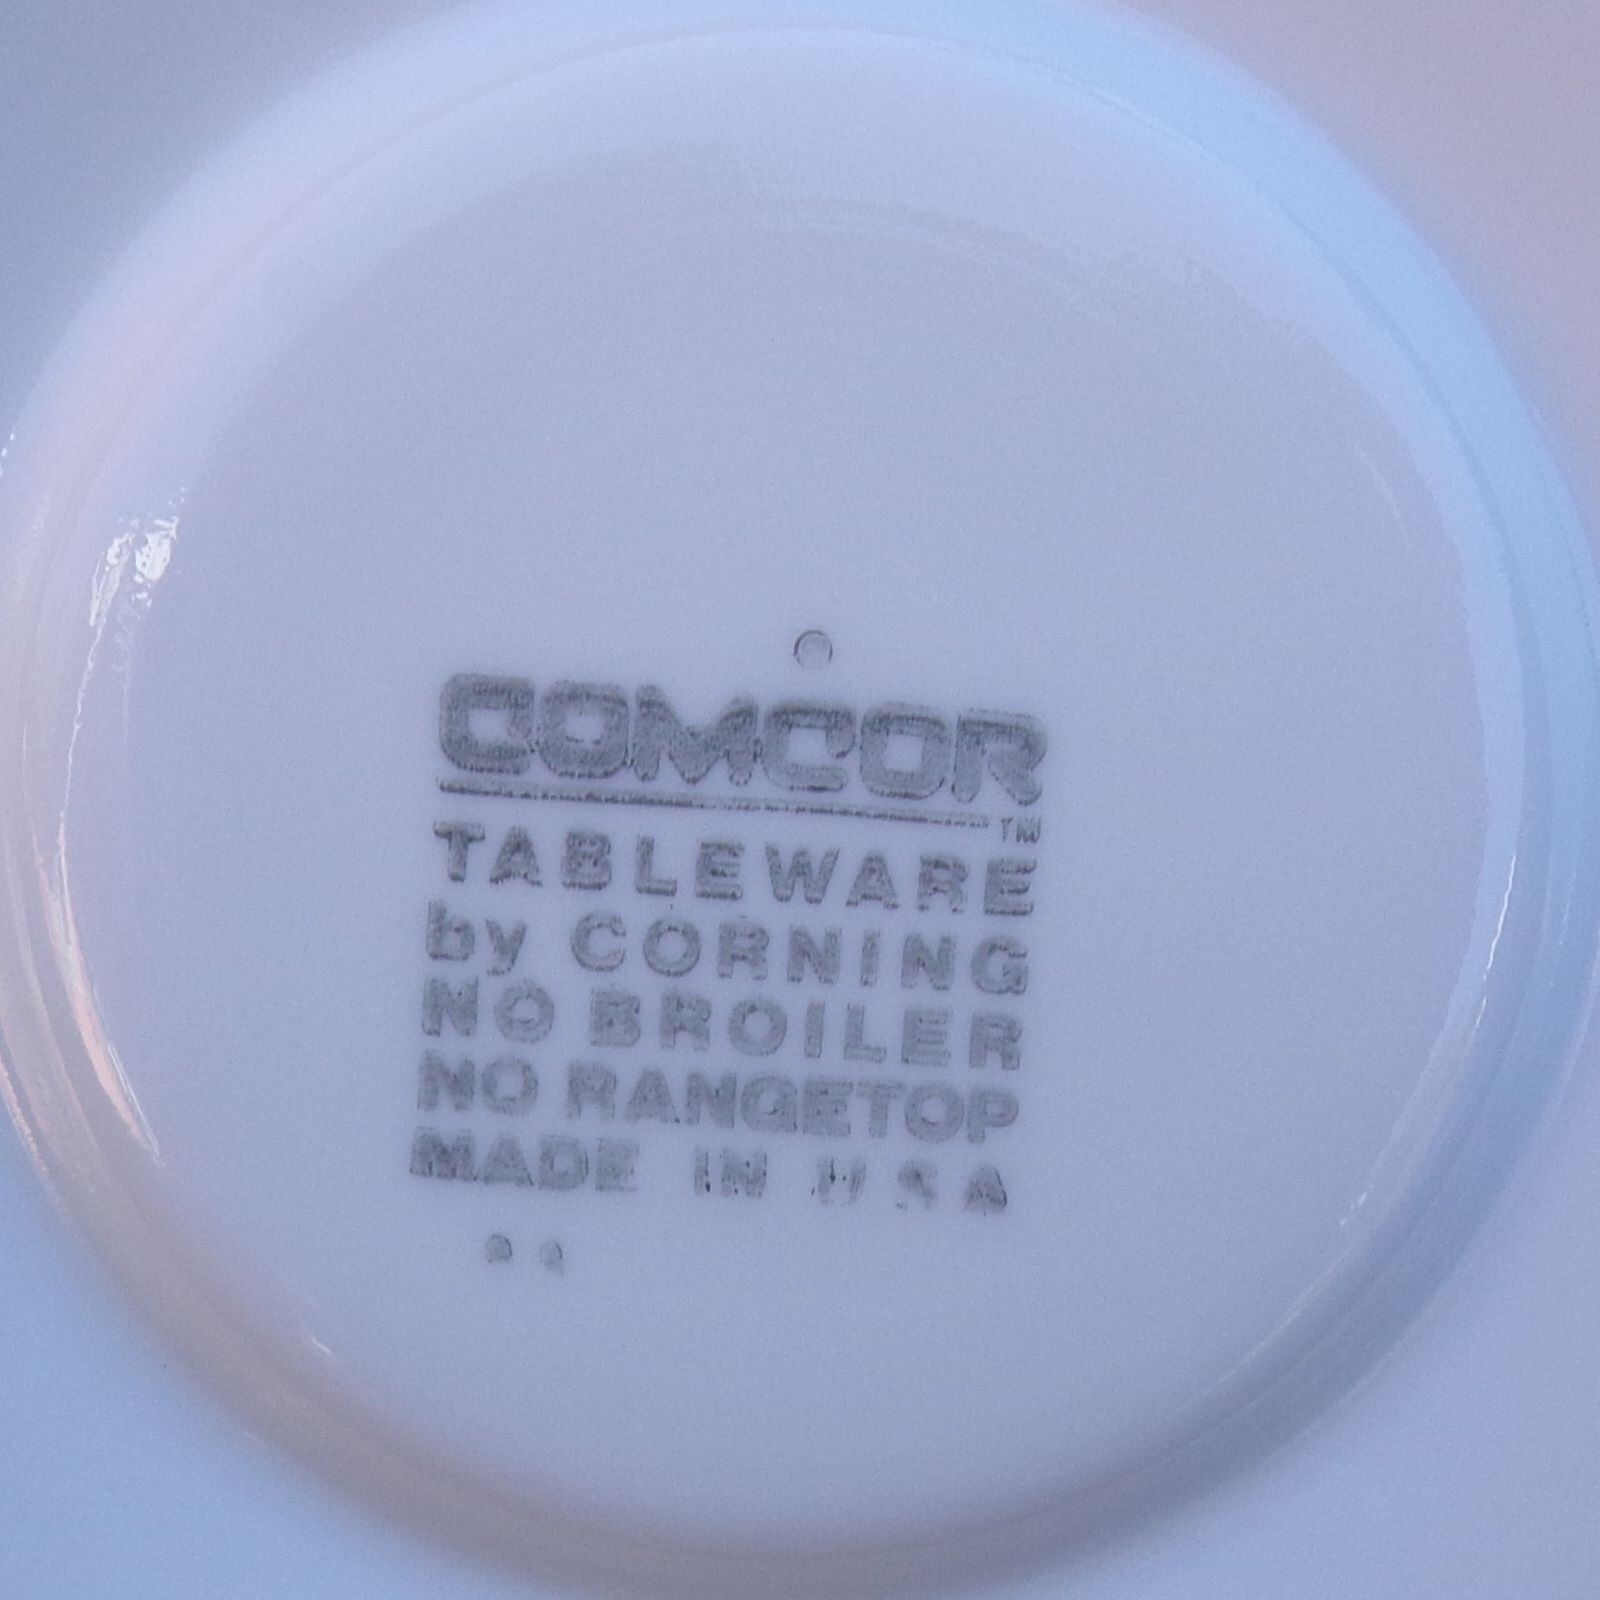 COMCOR
TM
TABLEWARE
by CORNING
NO BROILER
NO RANGETOP
MADE IN USA